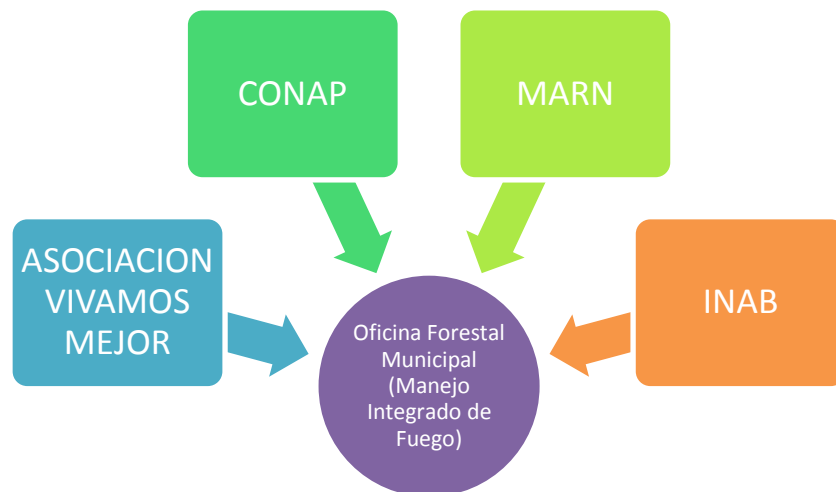 CONAP
MARN
ASOCIACION
VIVAMOS
MEJOR
INAB
Oficina Forestal
Municipal
(Manejo
Integrado de
Fuego)